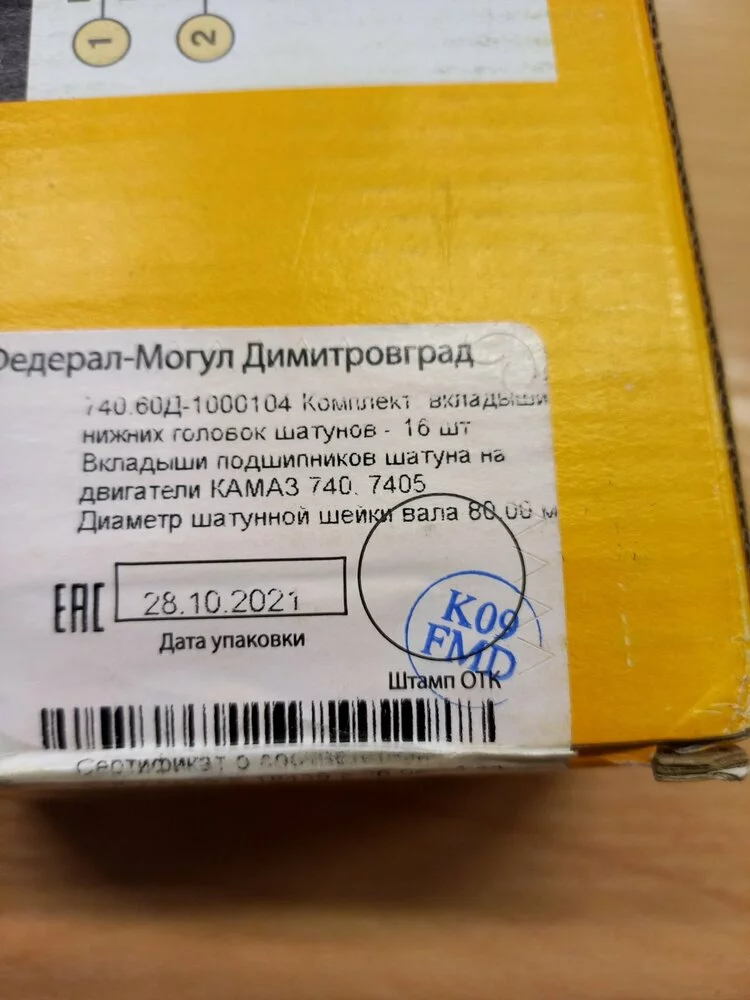 1 2
Федерал-Могул Димитровград
740.60Д-1000104 Комплект вкладыши
нижних головок шатунов - 16 шт
Вкладыши подшипников шатуна на
двигатели КАМАЗ 740. 7405
Диаметр шатунной шейки вала 80.00 м
ЕАС
28.10.2021
Дата упаковки
К09
FMD
Штамп ОТК
Сертификат о